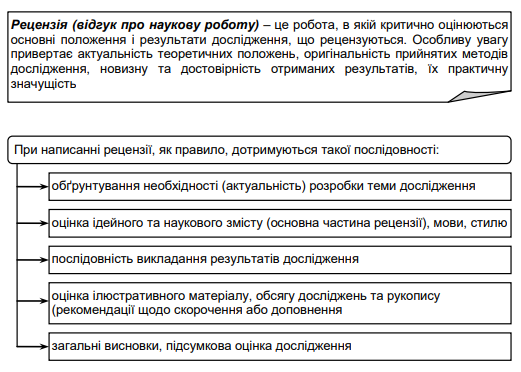 Рецензія (відгук про наукову роботу) – це робота, в якій критично оцінюються
основні положення і результати дослідження, що рецензуються. Особливу увагу
привертає актуальність теоретичних положень, оригінальність прийнятих методів
дослідження, новизну та достовірність отриманих результатів, їх практичну
значущість
При написанні рецензії, як правило, дотримуються такої послідовності:
обґрунтування необхідності (актуальність) розробки теми дослідження
оцінка ідейного та наукового змісту (основна частина рецензії), мови, стилю
послідовність викладання результатів дослідження
оцінка ілюстративного матеріалу, обсягу досліджень та рукопису
(рекомендації щодо скорочення або доповнення
загальні висновки, підсумкова оцінка дослідження